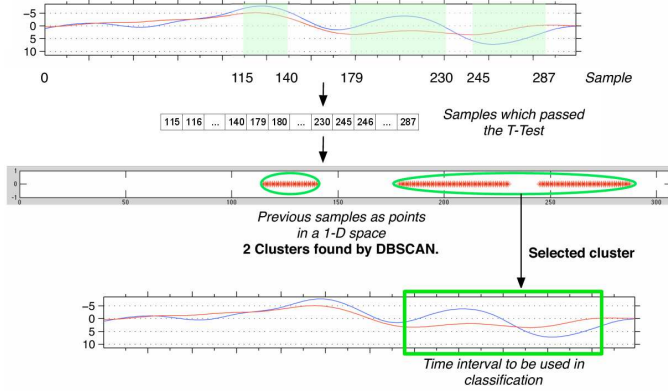 -5
0
5
10
0 115 140 179 230 245 287 Sample
115 116 ... 140 179 180 ... 230 245 246 ... 287
Samples which passed
the T-Test
1
0
-1
0 50 100 150 200 250 300
Previous samples as points
in a 1-D space
2 Clusters found by DBSCAN.
Selected cluster
-5
0
5
10
Time interval to be used in
classification